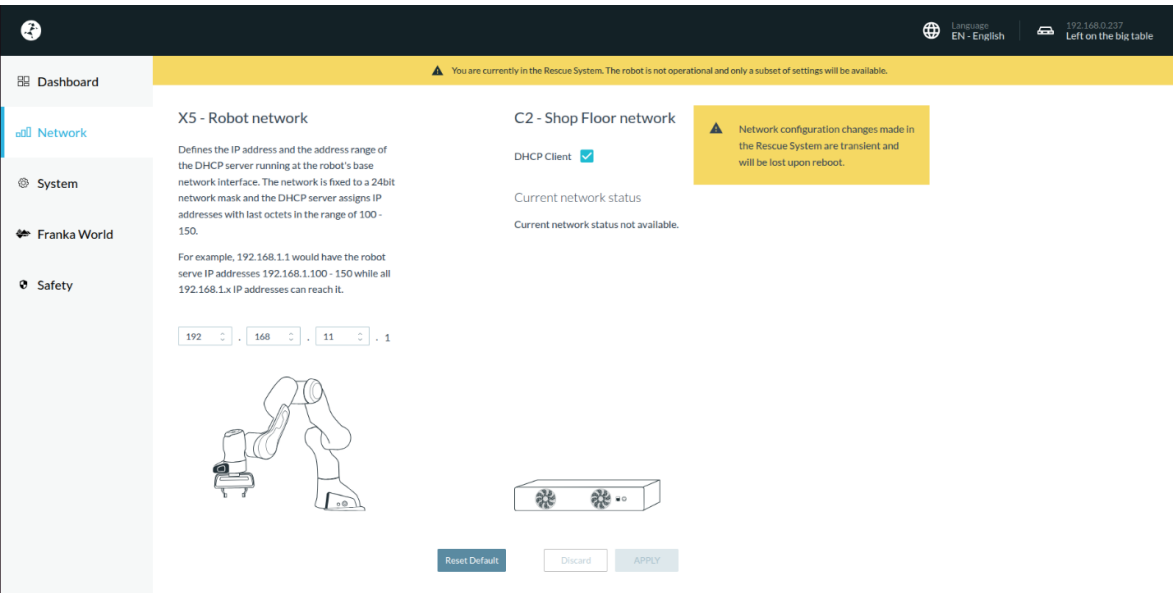 Language
EN - English
192.168.0.237
Left on the big table
Dashboard
Network
System
Franka World
Safety
You are currently in the Rescue System. The robot is not operational and only a subset of settings will be available.
X5 - Robot network
Defines the IP address and the address range of
the DHCP server running at the robot's base
network interface. The network is fixed to a 24bit
network mask and the DHCP server assigns IP
addresses with last octets in the range of 100 -
150.
For example, 192.168.1.1 would have the robot
serve IP addresses 192.168.1.100 - 150 while all
192.168.1.x IP addresses can reach it.
192 . 168 . 11 . 1
C2 - Shop Floor network
DHCP Client
Current network status
Current network status not available.
Network configuration changes made in
the Rescue System are transient and
will be lost upon reboot.
Reset Default
Discard
APPLY